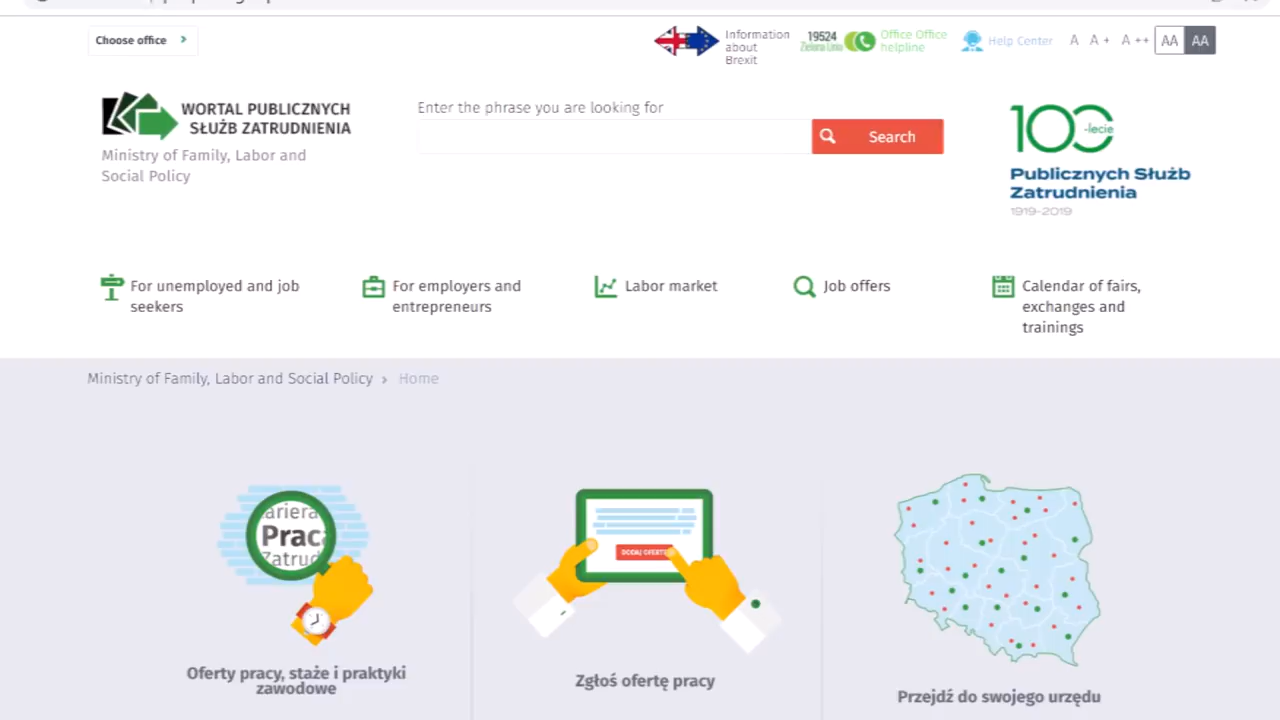 Choose office
Information
about
Brexit
19524
Zielona Linia
Office Office
helpline
Help Center
A A + A ++ AA AA
WORTAL PUBLICZNYCH
SŁUŻB ZATRUDNIENIA
Ministry of Family, Labor and
Social Policy
Enter the phrase you are looking for
Search
100-lecie
Publicznych Służb
Zatrudnienia
1919-2019
For unemployed and job
seekers
For employers and
entrepreneurs
Labor market
Job offers
Calendar of fairs,
exchanges and
trainings
Ministry of Family, Labor and Social Policy › Home
ariera
Praca
Zatrud
DODAJ OFERTĘ
Oferty pracy, staże i praktyki
zawodowe
Zgłoś ofertę pracy
Przejdź do swojego urzędu